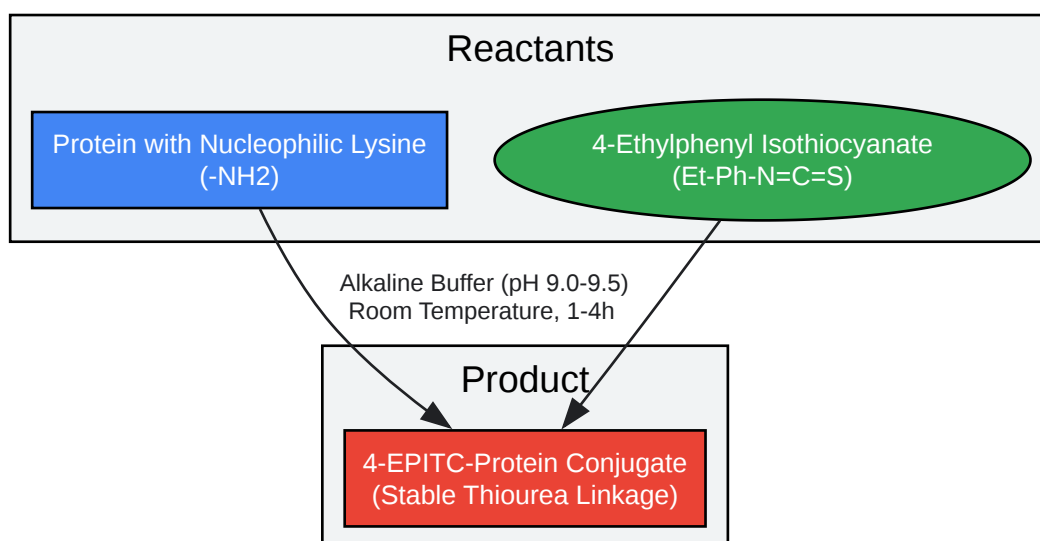 Reactants
Protein with Nucleophilic Lysine
(-NH2)
4-Ethylphenyl Isothiocyanate
(Et-Ph-N=C=S)
Alkaline Buffer (pH 9.0-9.5)
Room Temperature, 1-4h
Product
4-EPITC-Protein Conjugate
(Stable Thiourea Linkage)